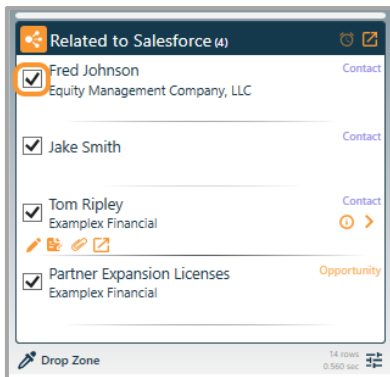 Related to Salesforce (4)
Fred Johnson
Contact
Equity Management Company, LLC
Jake Smith
Contact
Tom Ripley
Contact
Examplex Financial
Partner Expansion Licenses
Opportunity
Examplex Financial
Drop Zone
14 rows
0.560 sec